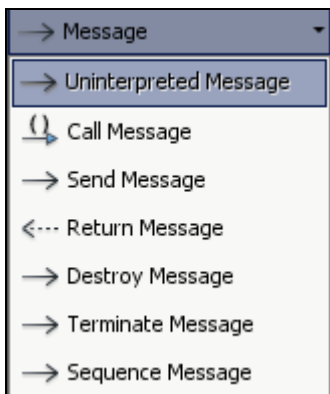 Message
Uninterpreted Message
Call Message
Send Message
Return Message
Destroy Message
Terminate Message
Sequence Message